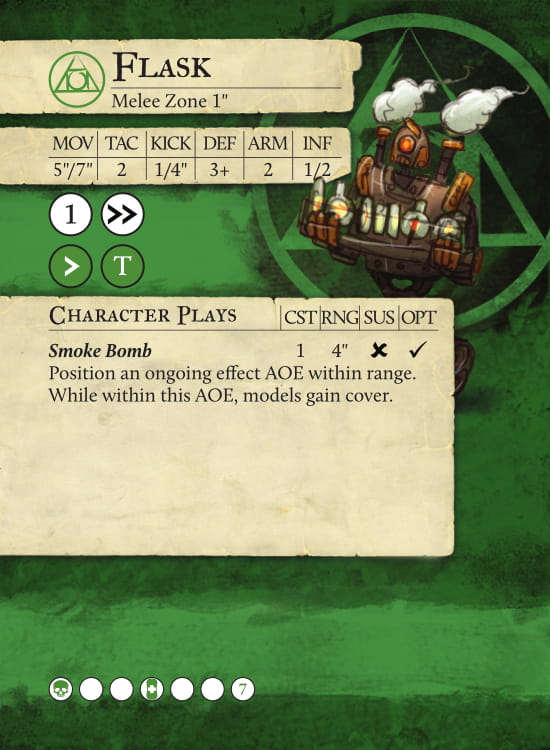 Flask
Melee Zone 1"
MOV TAC KICK DEF ARM INF
5"/7" 2 1/4" 3+ 2 1/2
1 >>
> T
Character Plays CST RNG SUS OPT
Smoke Bomb 1 4" ✘ ✓
Position an ongoing effect AOE within range.
While within this AOE, models gain cover.
7